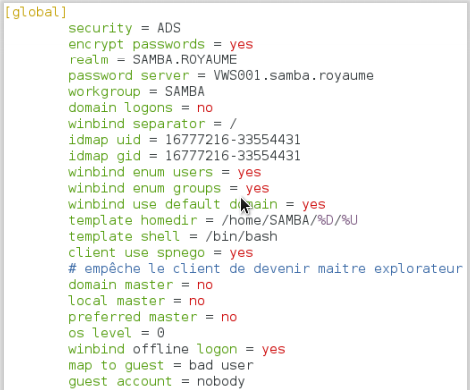 [global]
security = ADS
encrypt passwords = yes
realm = SAMBA.ROYAUME
password server = VWS001.samba.royaume
workgroup = SAMBA
domain logons = no
winbind separator = /
idmap uid = 16777216-33554431
idmap gid = 16777216-33554431
winbind enum users = yes
winbind enum groups = yes
winbind use default domain = yes
template homedir = /home/SAMBA/%D/%U
template shell = /bin/bash
client use spnego = yes
# empêche le client de devenir maitre explorateur
domain master = no
local master = no
preferred master = no
os level = 0
winbind offline logon = yes
map to guest = bad user
guest account = nobody